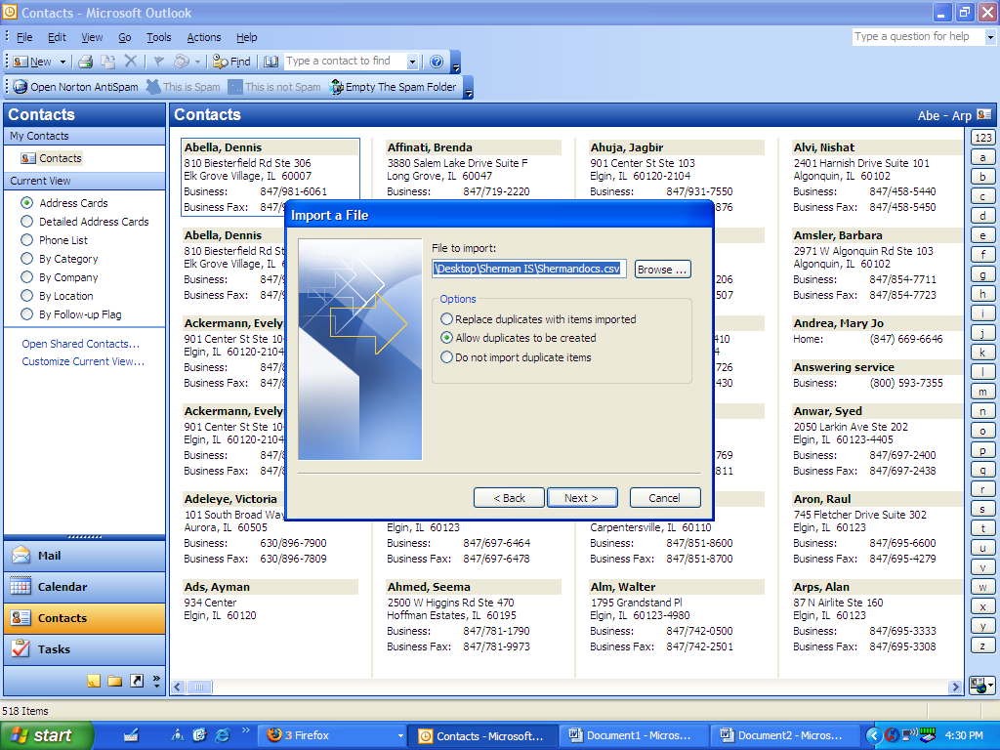 Contacts - Microsoft Outlook
File Edit View Go Tools Actions Help
Type a question for help
New Find Type a contact to find
Open Norton AntiSpam This is Spam This is not Spam Empty The Spam Folder
Contacts
My Contacts
Contacts
Current View
Address Cards
Detailed Address Cards
Phone List
By Category
By Company
By Location
By Follow-up Flag
Open Shared Contacts...
Customize Current View...
Mail
Calendar
Contacts
Tasks
Contacts Abe - Arp
Abella, Dennis
810 Biesterfield Rd Ste 306
Elk Grove Village, IL 60007
Business: 847/981-6061
Business Fax: 847/9
Abella, Dennis
810 Biesterfield Rd St
Elk Grove Village, IL
Business: 847/
Business Fax: 847/
Ackermann, Evely
901 Center St Ste 10
Elgin, IL 60120-2104
Business: 847/
Business Fax: 847/
Ackermann, Evely
901 Center St Ste 10
Elgin, IL 60120-2104
Business: 847/
Business Fax: 847/
Adeleye, Victoria
101 South Broad Way
Aurora, IL 60505
Business: 630/896-7900
Business Fax: 630/896-7809
Ads, Ayman
934 Center
Elgin, IL 60120
Affinati, Brenda
3880 Salem Lake Drive Suite F
Long Grove, IL 60047
Business: 847/719-2220
Elgin, IL 60123
Business: 847/697-6464
Business Fax: 847/697-6478
Ahmed, Seema
2500 W Higgins Rd Ste 470
Hoffman Estates, IL 60195
Business: 847/781-1790
Business Fax: 847/781-9973
Ahuja, Jagbir
901 Center St Ste 103
Elgin, IL 60120-2104
Business: 847/931-7550
876
206
507
410
726
430
769
811
Carpentersville, IL 60110
Business: 847/851-8600
Business Fax: 847/851-8700
Alm, Walter
1795 Grandstand Pl
Elgin, IL 60123-4980
Business: 847/742-0500
Business Fax: 847/742-2501
Alvi, Nishat
2401 Harnish Drive Suite 101
Algonquin, IL 60102
Business: 847/458-5440
Business Fax: 847/458-5450
Amsler, Barbara
2971 W Algonquin Rd Ste 103
Algonquin, IL 60102
Business: 847/854-7711
Business Fax: 847/854-7723
Andrea, Mary Jo
Home: (847) 669-6646
Answering service
Business: (800) 593-7355
Anwar, Syed
2050 Larkin Ave Ste 202
Elgin, IL 60123-4405
Business: 847/697-2400
Business Fax: 847/697-2438
Aron, Raul
745 Fletcher Drive Suite 302
Elgin, IL 60123
Business: 847/695-6600
Business Fax: 847/695-4279
Arps, Alan
87 N Airlite Ste 160
Elgin, IL 60123
Business: 847/695-3333
Business Fax: 847/695-3308
123
a
b
c
d
e
f
g
h
i
j
k
l
m
n
o
p
q
r
s
t
u
v
w
x
y
z
Import a File
File to import:
\Desktop\Sherman IS\Shermandocs.csv Browse ...
Options
Replace duplicates with items imported
Allow duplicates to be created
Do not import duplicate items
< Back Next > Cancel
518 Items
start 3 Firefox Contacts - Microsoft... Document1 - Micros... Document2 - Micros... 4:30 PM